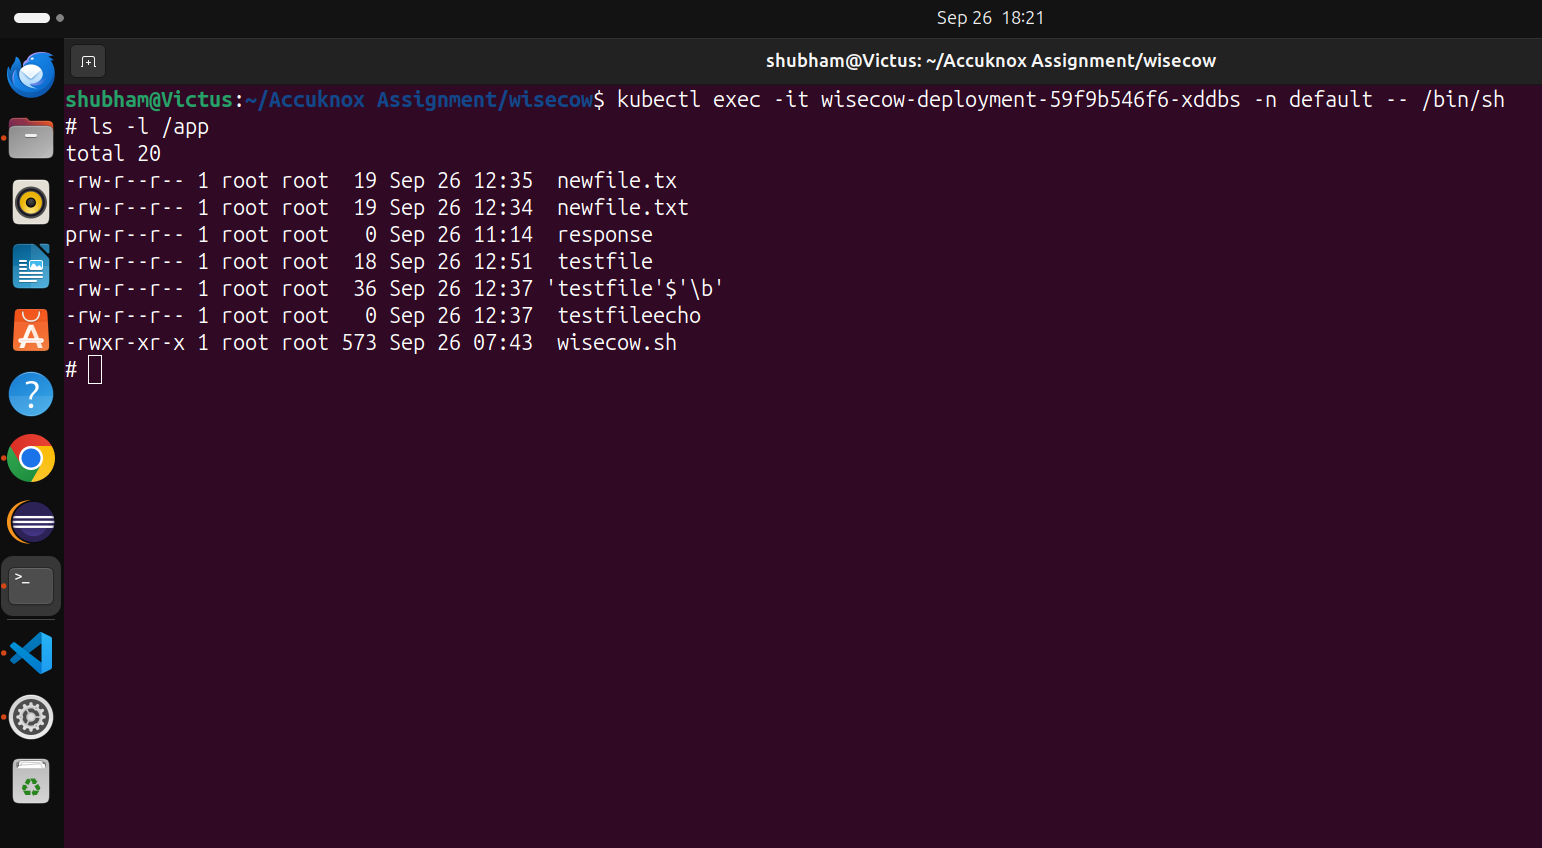 Sep 26 18:21
shubham@Victus: ~/Accuknox Assignment/wisecow
shubham@Victus:~/Accuknox Assignment/wisecow$ kubectl exec -it wisecow-deployment-59f9b546f6-xddbs -n default -- /bin/sh
# ls -l /app
total 20
-rw-r--r-- 1 root root  19 Sep 26 12:35  newfile.tx
-rw-r--r-- 1 root root  19 Sep 26 12:34  newfile.txt
prw-r--r-- 1 root root   0 Sep 26 11:14  response
-rw-r--r-- 1 root root  18 Sep 26 12:51  testfile
-rw-r--r-- 1 root root  36 Sep 26 12:37 'testfile'$'\b'
-rw-r--r-- 1 root root   0 Sep 26 12:37  testfileecho
-rwxr-xr-x 1 root root 573 Sep 26 07:43  wisecow.sh
#